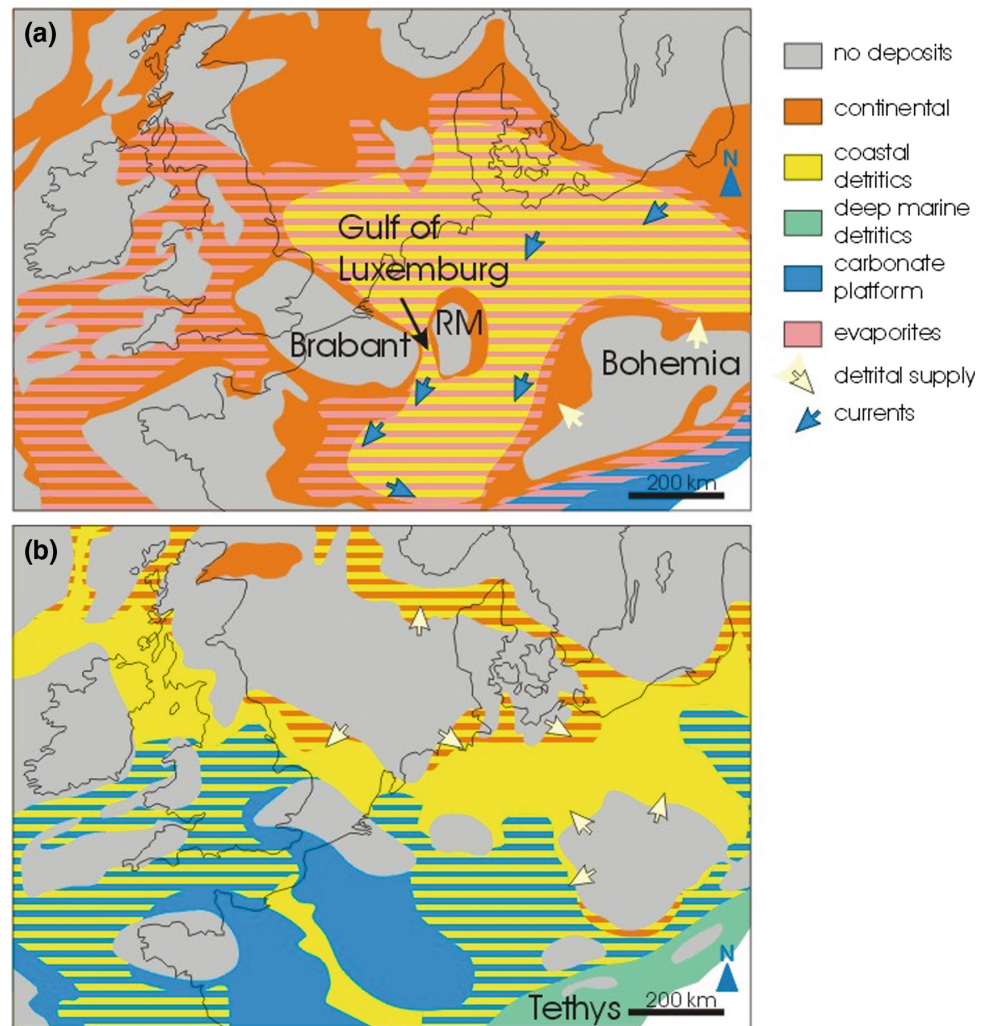 (a)
N
Gulf of
Luxemburg
RM
Brabant
Bohemia
200 km
no deposits
continental
coastal
detritics
deep marine
detritics
carbonate
platform
evaporites
detrital supply
currents
(b)
N
Tethys
200 km